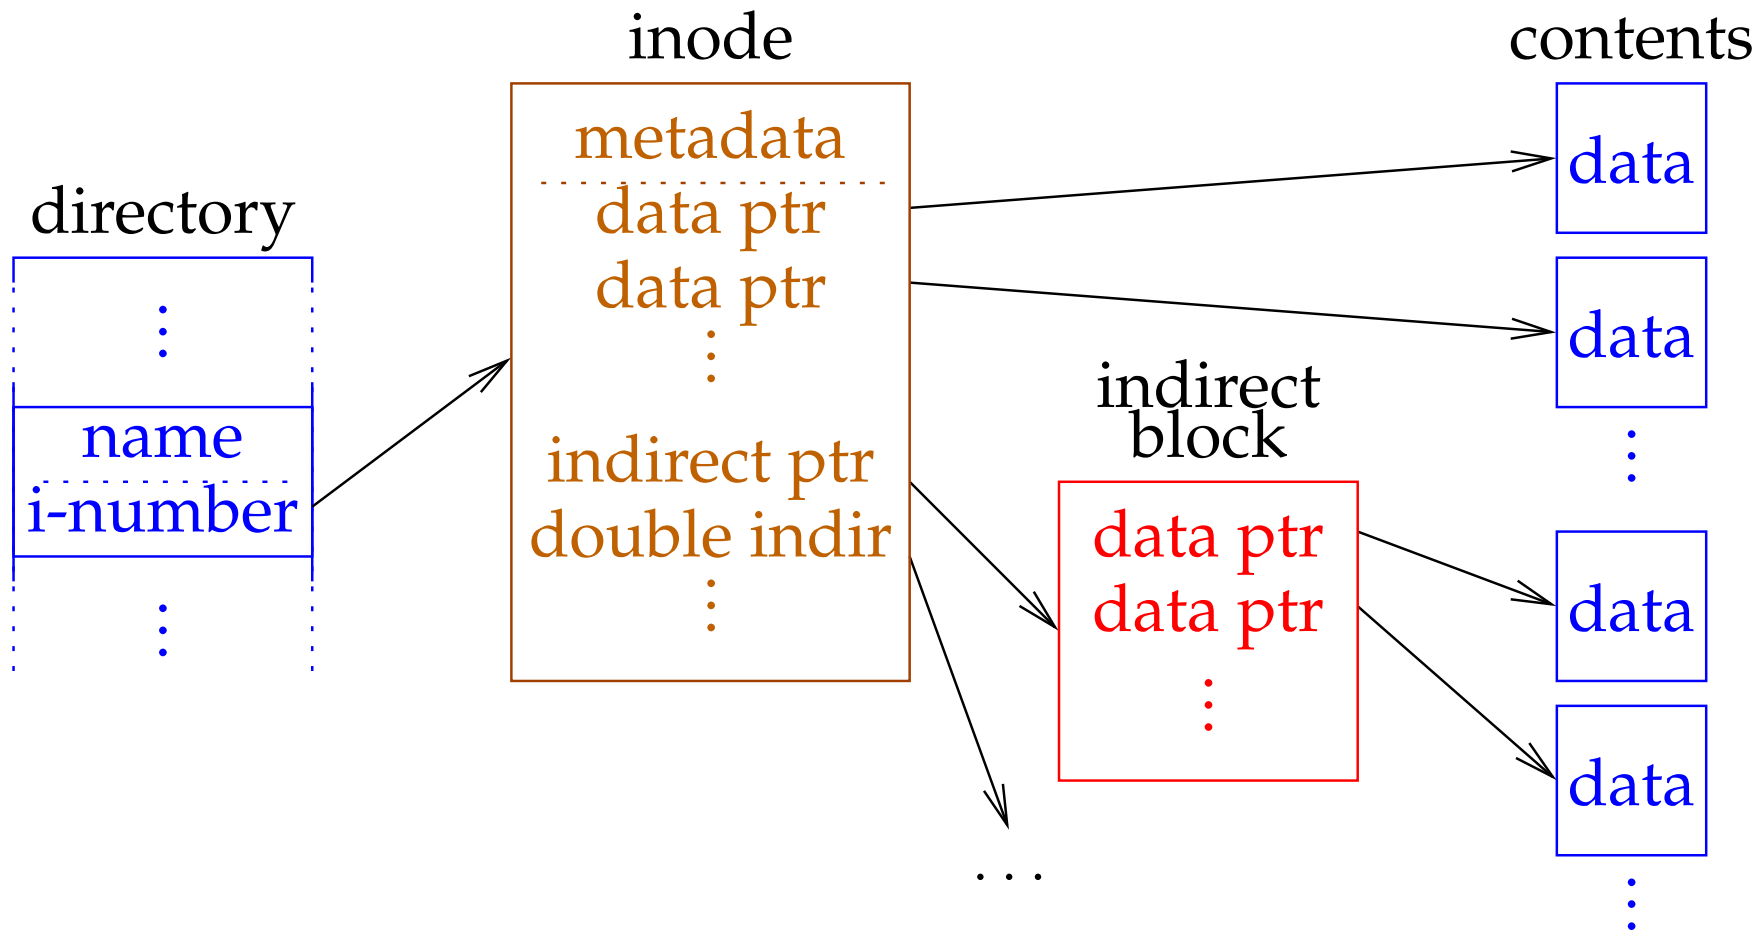 directory
⋮
name
i-number
⋮
inode
metadata
data ptr
data ptr
⋮
indirect ptr
double indir
⋮
. . .
indirect
block
data ptr
data ptr
⋮
contents
data
data
⋮
data
data
⋮